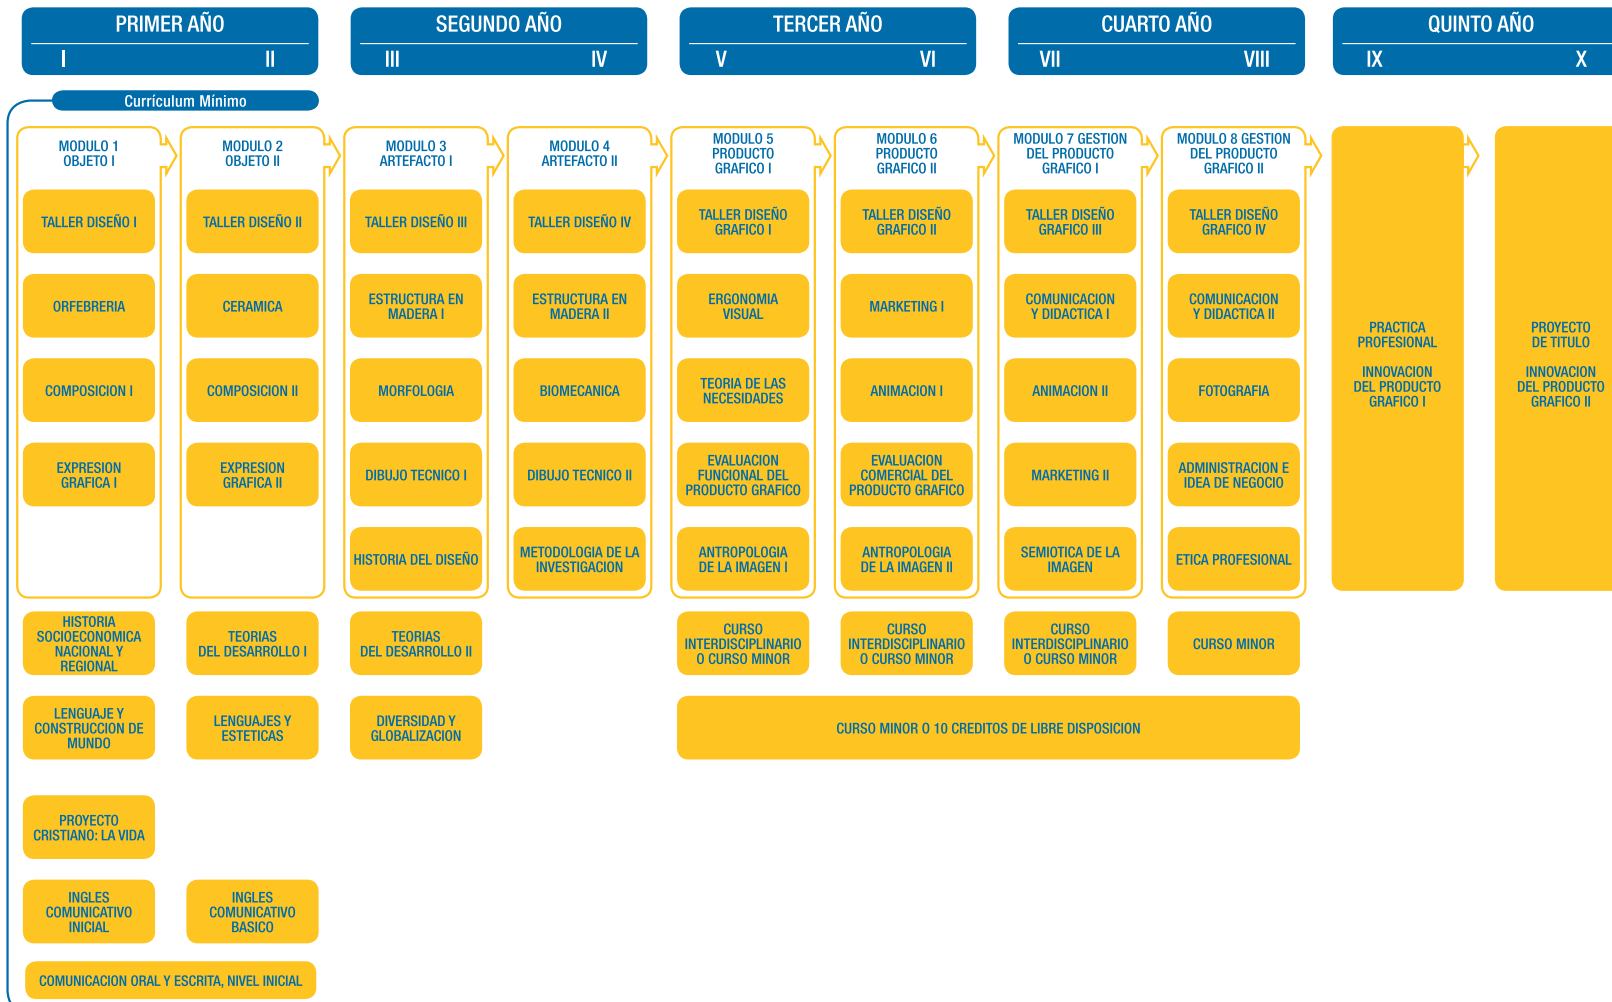 PRIMER AÑO
I II
SEGUNDO AÑO
III IV
TERCER AÑO
V VI
CUARTO AÑO
VII VIII
QUINTO AÑO
IX X
Currículum Mínimo
MODULO 1
OBJETO I
MODULO 2
OBJETO II
MODULO 3
ARTEFACTO I
MODULO 4
ARTEFACTO II
MODULO 5
PRODUCTO
GRAFICO I
MODULO 6
PRODUCTO
GRAFICO II
MODULO 7 GESTION
DEL PRODUCTO
GRAFICO I
MODULO 8 GESTION
DEL PRODUCTO
GRAFICO II
TALLER DISEÑO I
TALLER DISEÑO II
TALLER DISEÑO III
TALLER DISEÑO IV
TALLER DISEÑO
GRAFICO I
TALLER DISEÑO
GRAFICO II
TALLER DISEÑO
GRAFICO III
TALLER DISEÑO
GRAFICO IV
ORFEBRERIA
CERAMICA
ESTRUCTURA EN
MADERA I
ESTRUCTURA EN
MADERA II
ERGONOMIA
VISUAL
MARKETING I
COMUNICACION
Y DIDACTICA I
COMUNICACION
Y DIDACTICA II
PRACTICA
PROFESIONAL
INNOVACION
DEL PRODUCTO
GRAFICO I
PROYECTO
DE TITULO
INNOVACION
DEL PRODUCTO
GRAFICO II
COMPOSICION I
COMPOSICION II
MORFOLOGIA
BIOMECANICA
TEORIA DE LAS
NECESIDADES
ANIMACION I
ANIMACION II
FOTOGRAFIA
EXPRESION
GRAFICA I
EXPRESION
GRAFICA II
DIBUJO TECNICO I
DIBUJO TECNICO II
EVALUACION
FUNCIONAL DEL
PRODUCTO GRAFICO
EVALUACION
COMERCIAL DEL
PRODUCTO GRAFICO
MARKETING II
ADMINISTRACION E
IDEA DE NEGOCIO
HISTORIA DEL DISEÑO
METODOLOGIA DE LA
INVESTIGACION
ANTROPOLOGIA
DE LA IMAGEN I
ANTROPOLOGIA
DE LA IMAGEN II
SEMIOTICA DE LA
IMAGEN
ETICA PROFESIONAL
HISTORIA
SOCIOECONOMICA
NACIONAL Y
REGIONAL
TEORIAS
DEL DESARROLLO I
TEORIAS
DEL DESARROLLO II
CURSO
INTERDISCIPLINARIO
O CURSO MINOR
CURSO
INTERDISCIPLINARIO
O CURSO MINOR
CURSO
INTERDISCIPLINARIO
O CURSO MINOR
CURSO MINOR
LENGUAJE Y
CONSTRUCCION DE
MUNDO
LENGUAJES Y
ESTETICAS
DIVERSIDAD Y
GLOBALIZACION
CURSO MINOR O 10 CREDITOS DE LIBRE DISPOSICION
PROYECTO
CRISTIANO: LA VIDA
INGLES
COMUNICATIVO
INICIAL
INGLES
COMUNICATIVO
BASICO
COMUNICACION ORAL Y ESCRITA, NIVEL INICIAL